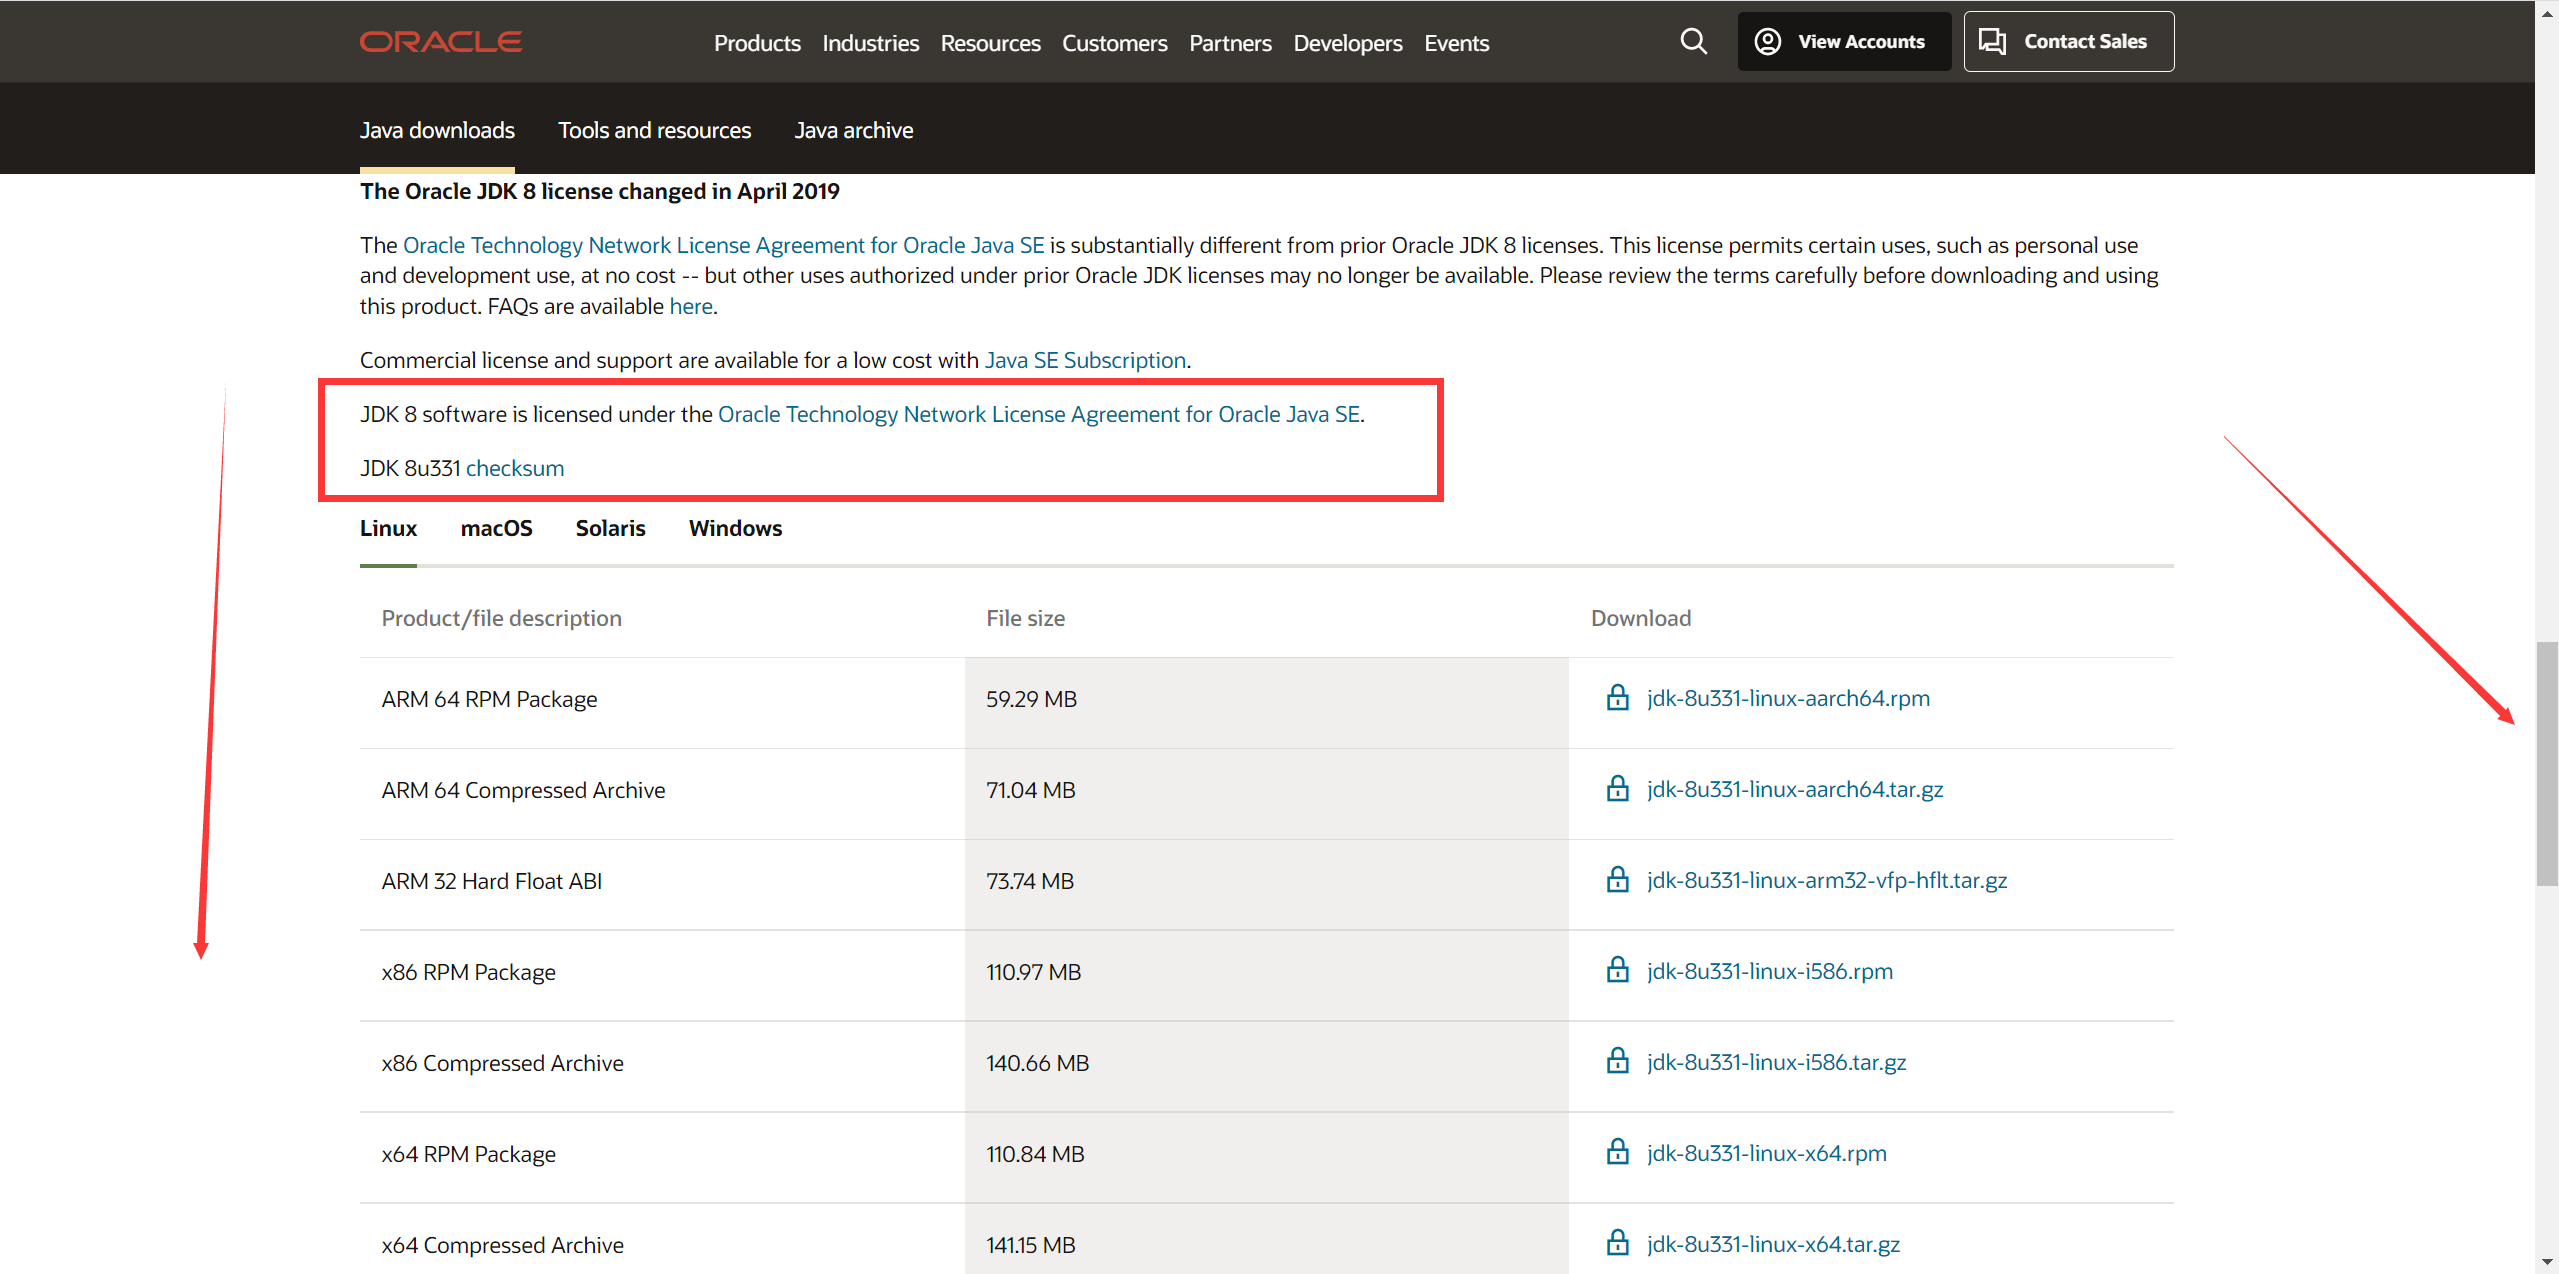 ORACLE
Products Industries Resources Customers Partners Developers Events
View Accounts
Contact Sales
Java downloads Tools and resources Java archive
The Oracle JDK 8 license changed in April 2019
The Oracle Technology Network License Agreement for Oracle Java SE is substantially different from prior Oracle JDK 8 licenses. This license permits certain uses, such as personal use
and development use, at no cost -- but other uses authorized under prior Oracle JDK licenses may no longer be available. Please review the terms carefully before downloading and using
this product. FAQs are available here.
Commercial license and support are available for a low cost with Java SE Subscription.
JDK 8 software is licensed under the Oracle Technology Network License Agreement for Oracle Java SE.
JDK 8u331 checksum
Linux macOS Solaris Windows
Product/file description File size Download
ARM 64 RPM Package 59.29 MB jdk-8u331-linux-aarch64.rpm
ARM 64 Compressed Archive 71.04 MB jdk-8u331-linux-aarch64.tar.gz
ARM 32 Hard Float ABI 73.74 MB jdk-8u331-linux-arm32-vfp-hflt.tar.gz
x86 RPM Package 110.97 MB jdk-8u331-linux-i586.rpm
x86 Compressed Archive 140.66 MB jdk-8u331-linux-i586.tar.gz
x64 RPM Package 110.84 MB jdk-8u331-linux-x64.rpm
x64 Compressed Archive 141.15 MB jdk-8u331-linux-x64.tar.gz